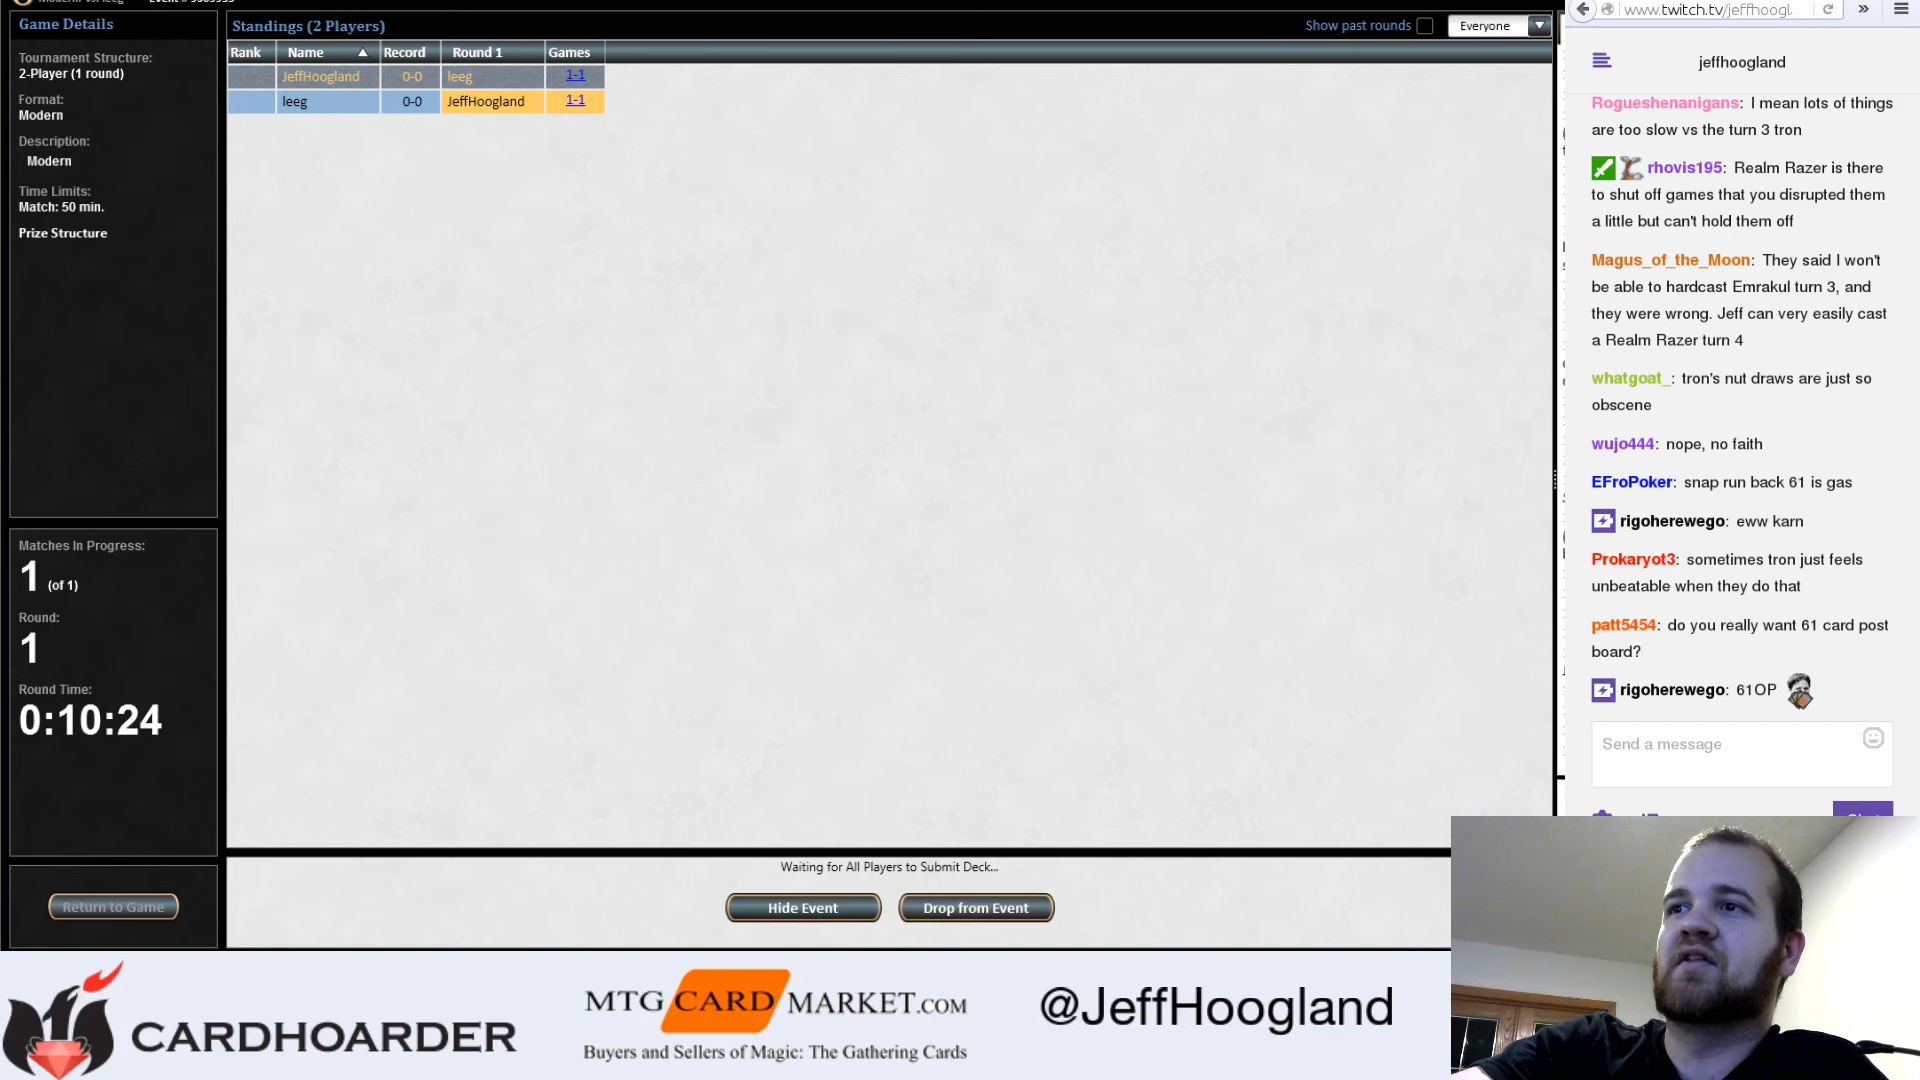 Game Details
Tournament Structure:
2-Player (1 round)
Format:
Modern
Description:
Modern
Time Limits:
Match: 50 min.
Prize Structure
Matches In Progress:
1 (of 1)
Round:
1
Round Time:
0:10:24
Return to Game
Standings (2 Players)
Show past rounds
Everyone
Rank Name Record Round 1 Games
JeffHoogland 0-0 leeg 1-1
leeg 0-0 JeffHoogland 1-1
Waiting for All Players to Submit Deck...
Hide Event
Drop from Event
www.twitch.tv/jeffhoogl
jeffhoogland
Rogueshenanigans: I mean lots of things
are too slow vs the turn 3 tron
rhovis195: Realm Razer is there
to shut off games that you disrupted them
a little but can't hold them off
Magus_of_the_Moon: They said I won't
be able to hardcast Emrakul turn 3, and
they were wrong. Jeff can very easily cast
a Realm Razer turn 4
whatgoat_: tron's nut draws are just so
obscene
wujo444: nope, no faith
EFroPoker: snap run back 61 is gas
rigoherewego: eww karn
Prokaryot3: sometimes tron just feels
unbeatable when they do that
patt5454: do you really want 61 card post
board?
rigoherewego: 61OP
Send a message
CARDHOARDER
MTG CARD MARKET.COM
Buyers and Sellers of Magic: The Gathering Cards
@JeffHoogland